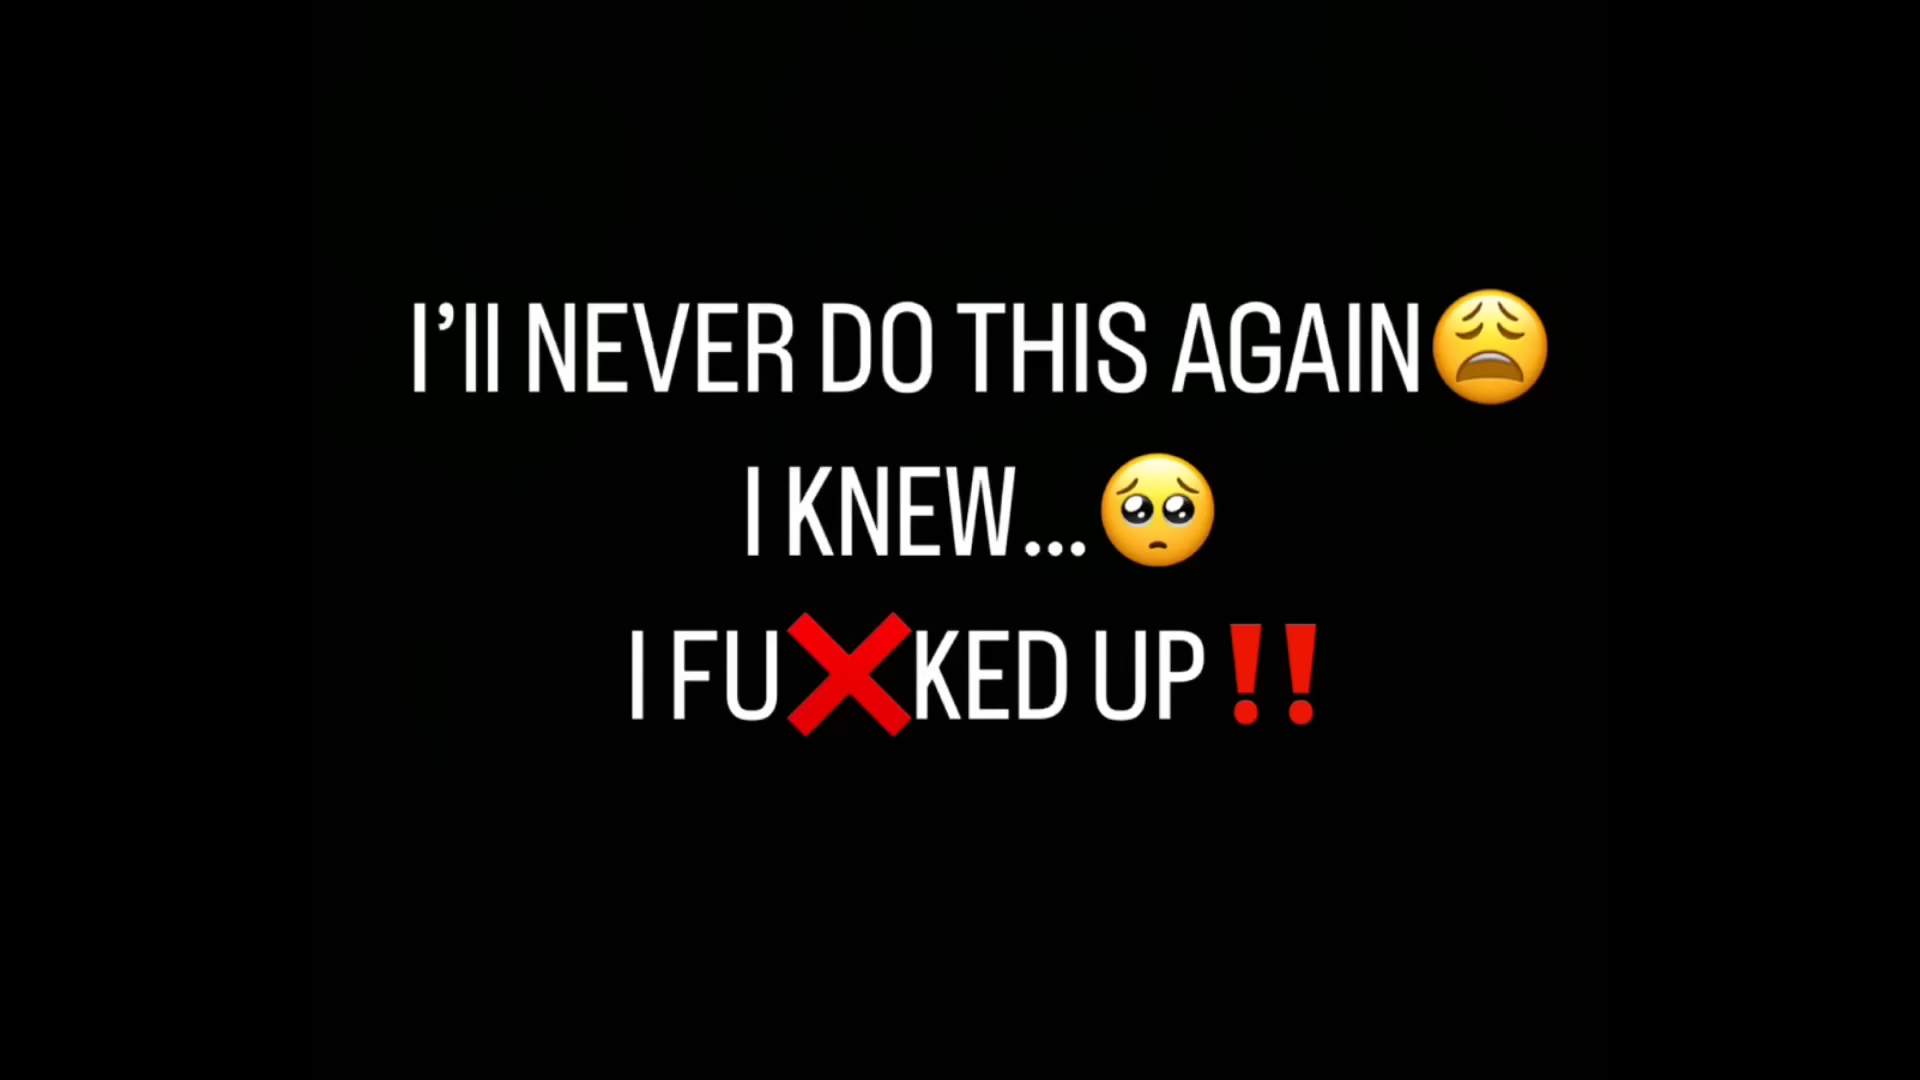 I’ll NEVER DO THIS AGAIN😩
I KNEW...🥺
I FU❌KED UP‼️